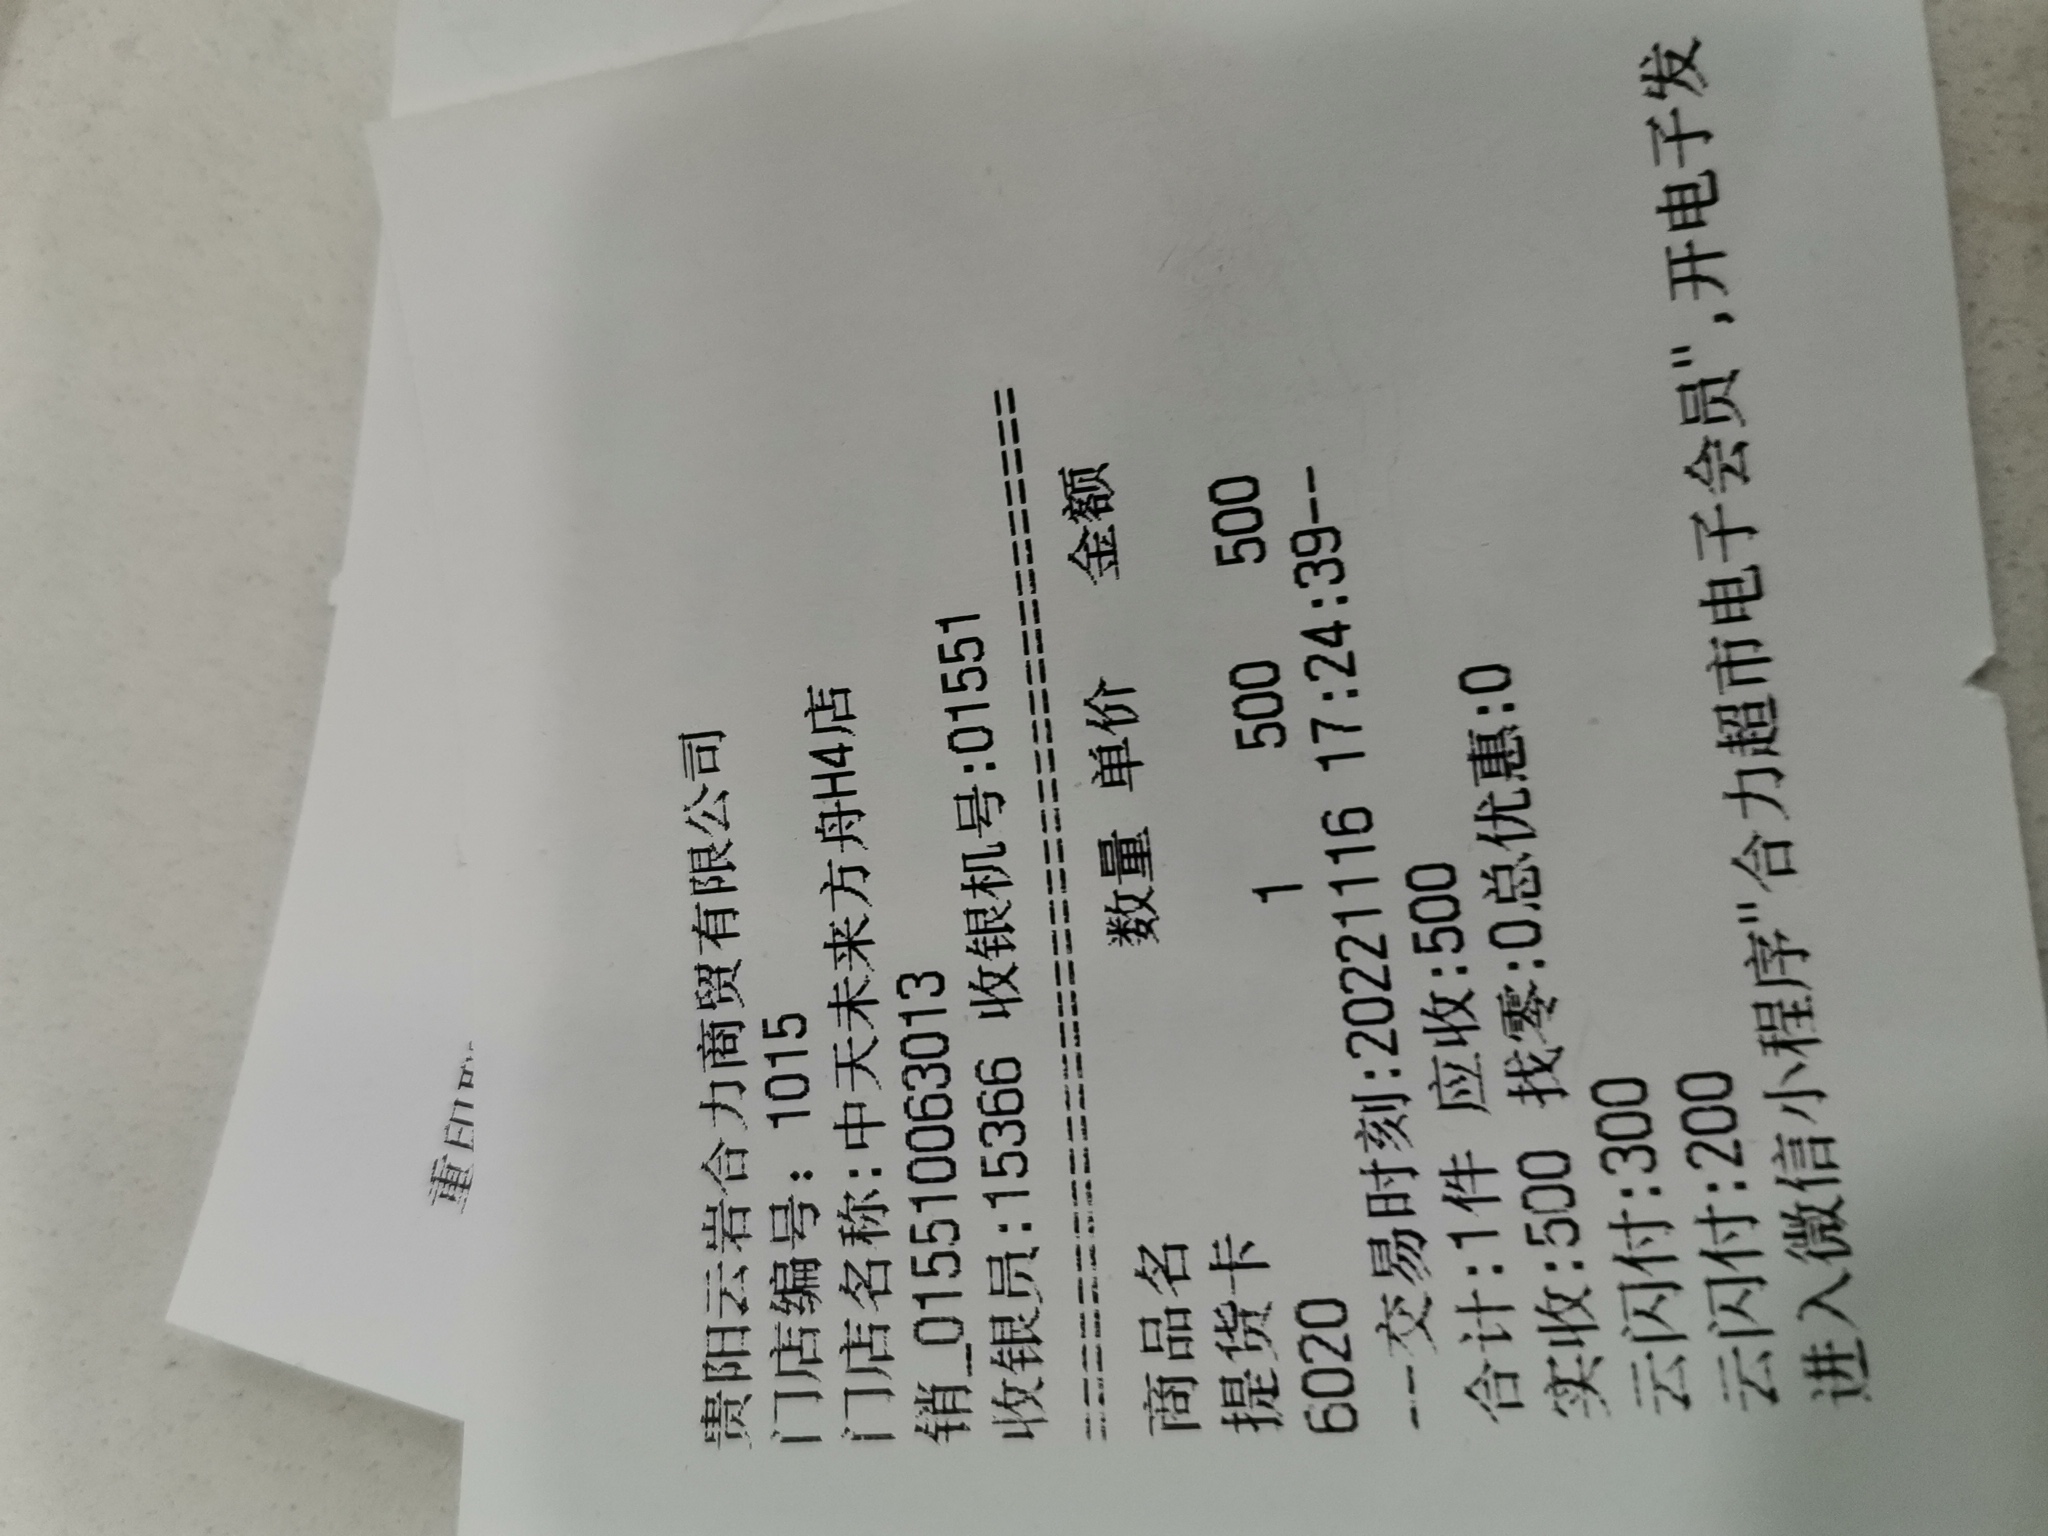 重印
贵阳云岩合力商贸有限公司
门店编号: 1015
门店名称:中天未来方舟H4店
销_0155100630​13
收银员:15366 收银机号:01551
==============================
商品名 数量 单价 金额
提货卡
6020 1 500 500
--交易时刻:20221116 17:24:39--
合计:1件 应收:500
实收:500 找零:0总优惠:0
云闪付:300
云闪付:200
进入微信小程序"合力超市电子会员",开电子发